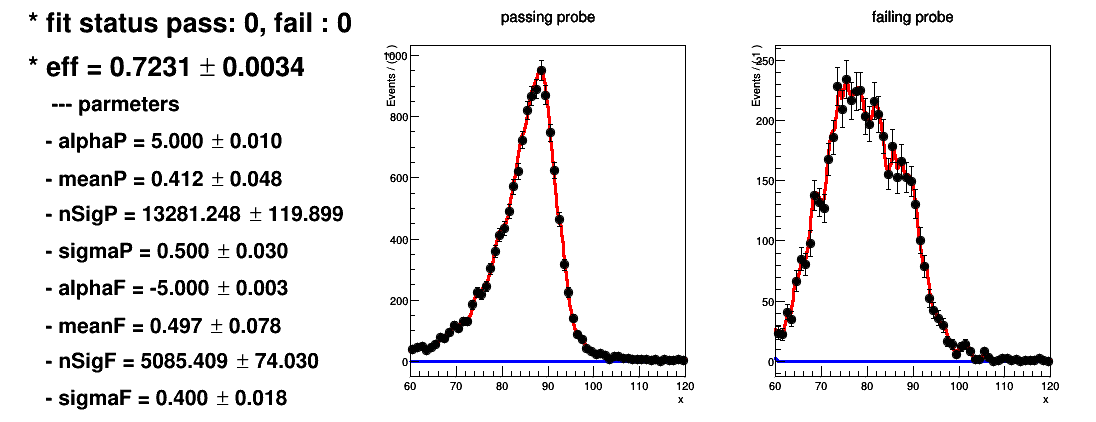 * fit status pass: 0, fail : 0
* eff = 0.7231 ± 0.0034
--- parmeters
- alphaP = 5.000 ± 0.010
- meanP = 0.412 ± 0.048
- nSigP = 13281.248 ± 119.899
- sigmaP = 0.500 ± 0.030
- alphaF = -5.000 ± 0.003
- meanF = 0.497 ± 0.078
- nSigF = 5085.409 ± 74.030
- sigmaF = 0.400 ± 0.018
passing probe
Events / ( 1 )
1000
800
600
400
200
0
60 70 80 90 100 110 120
x
failing probe
Events / ( 1 )
250
200
150
100
50
0
60 70 80 90 100 110 120
x